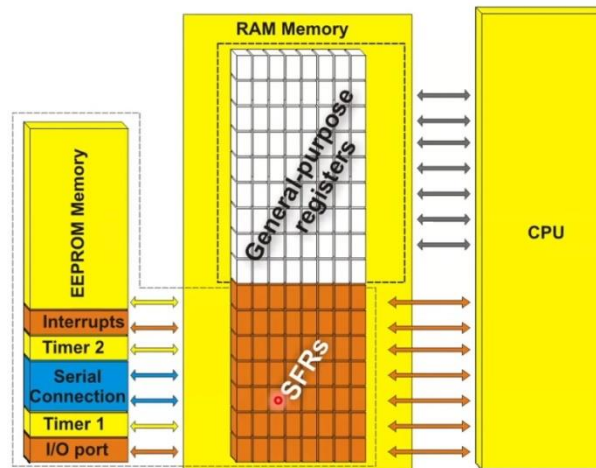 RAM Memory
General-purpose
registers
CPU
EEPROM Memory
Interrupts
Timer 2
Serial
Connection
Timer 1
I/O port
SFRs